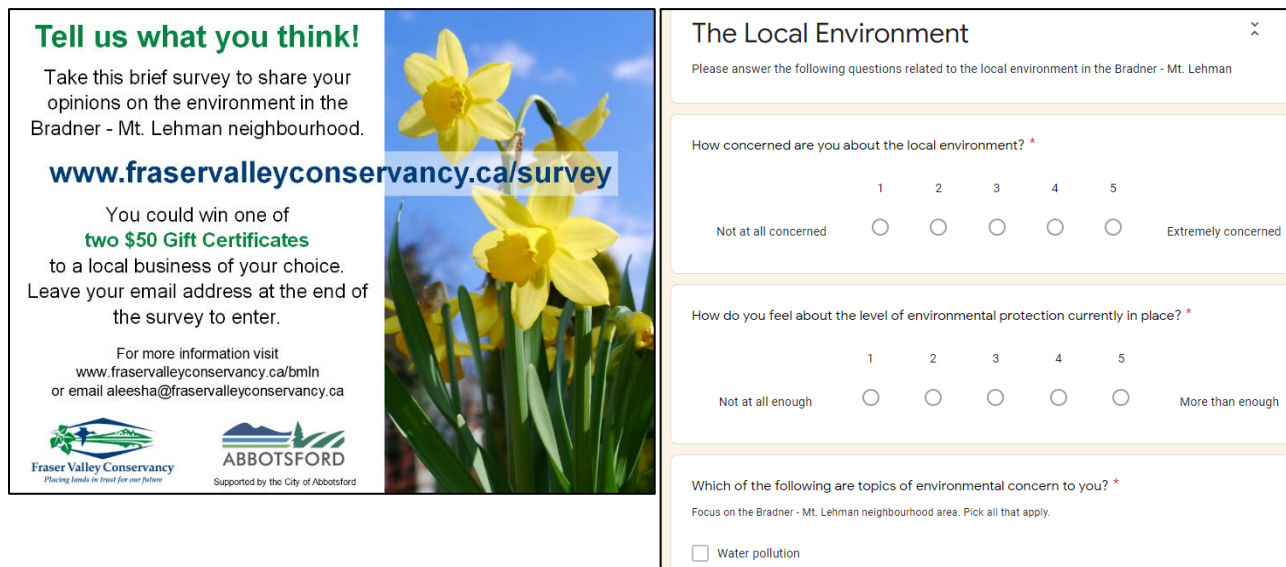 Tell us what you think!
Take this brief survey to share your
opinions on the environment in the
Bradner - Mt. Lehman neighbourhood.
www.fraservalleyconservancy.ca/survey
You could win one of
two $50 Gift Certificates
to a local business of your choice.
Leave your email address at the end of
the survey to enter.
For more information visit
www.fraservalleyconservancy.ca/bmln
or email aleesha@fraservalleyconservancy.ca
Fraser Valley Conservancy
Placing lands in trust for our future
ABBOTSFORD
Supported by the City of Abbotsford
The Local Environment
Please answer the following questions related to the local environment in the Bradner - Mt. Lehman
How concerned are you about the local environment? *
1 2 3 4 5
Not at all concerned Extremely concerned
How do you feel about the level of environmental protection currently in place? *
1 2 3 4 5
Not at all enough More than enough
Which of the following are topics of environmental concern to you? *
Focus on the Bradner - Mt. Lehman neighbourhood area. Pick all that apply.
Water pollution